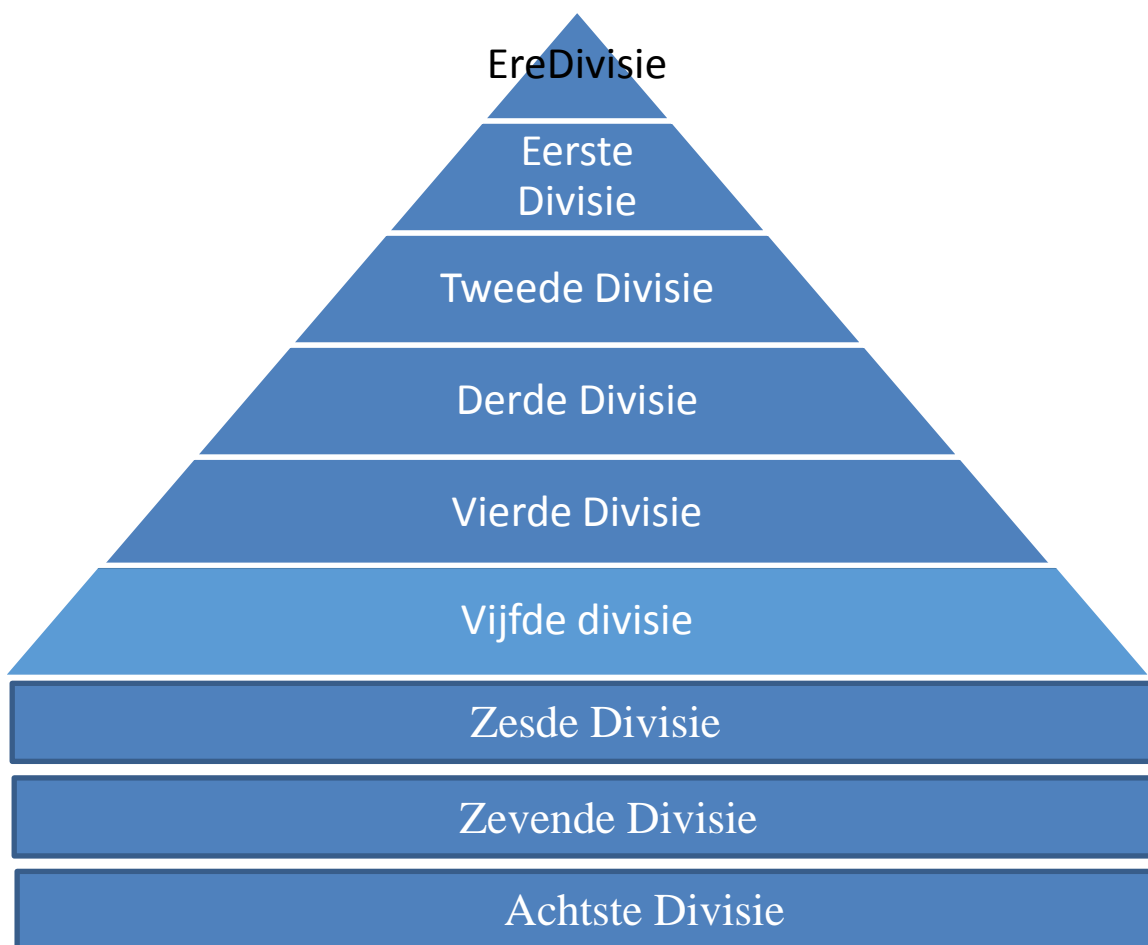 EreDivisie
Eerste
Divisie
Tweede Divisie
Derde Divisie
Vierde Divisie
Vijfde divisie
Zesde Divisie
Zevende Divisie
Achtste Divisie